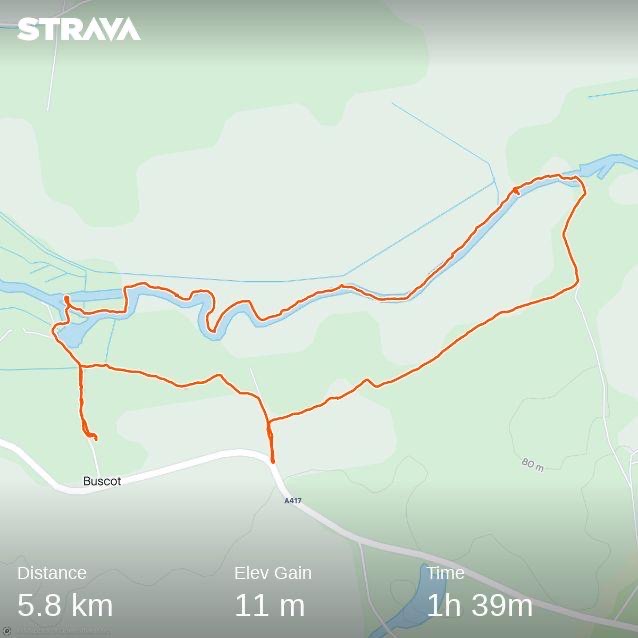 STRAVA
80 m
Buscot
A417
Distance
Elev Gain
Time
5.8 km
11 m
1h 39m